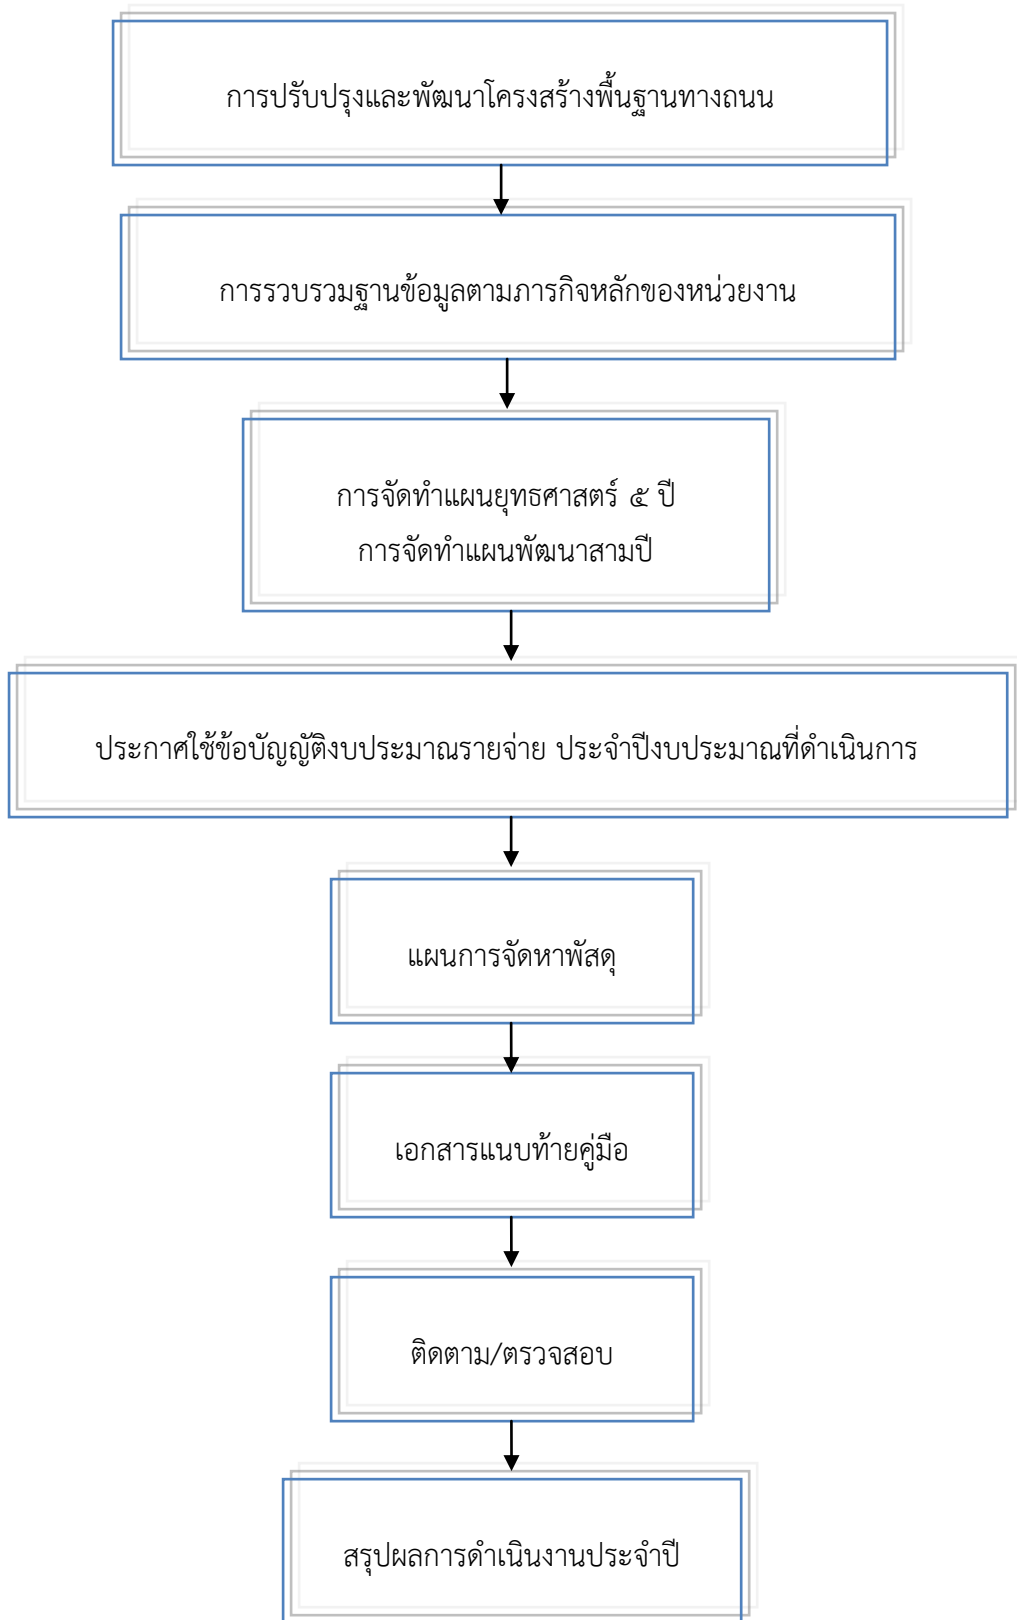 การปรับปรุงและพัฒนาโครงสร้างพื้นฐานทางถนน
การรวบรวมฐานข้อมูลตามภารกิจหลักของหน่วยงาน
การจัดทำแผนยุทธศาสตร์ ๕ ปี
การจัดทำแผนพัฒนาสามปี
ประกาศใช้ข้อบัญญัติงบประมาณรายจ่าย ประจำปีงบประมาณที่ดำเนินการ
แผนการจัดหาพัสดุ
เอกสารแนบท้ายคู่มือ
ติดตาม/ตรวจสอบ
สรุปผลการดำเนินงานประจำปี